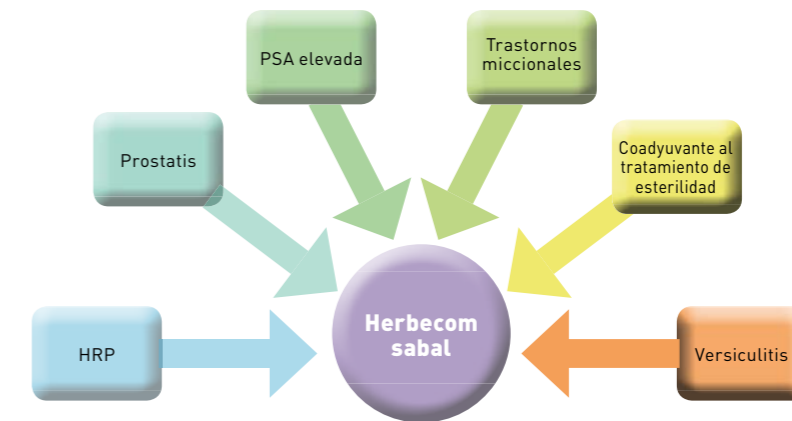 PSA elevada
Trastornos
miccionales
Prostatis
Coadyuvante al
tratamiento de
esterilidad
Herbecom
sabal
HRP
Versiculitis